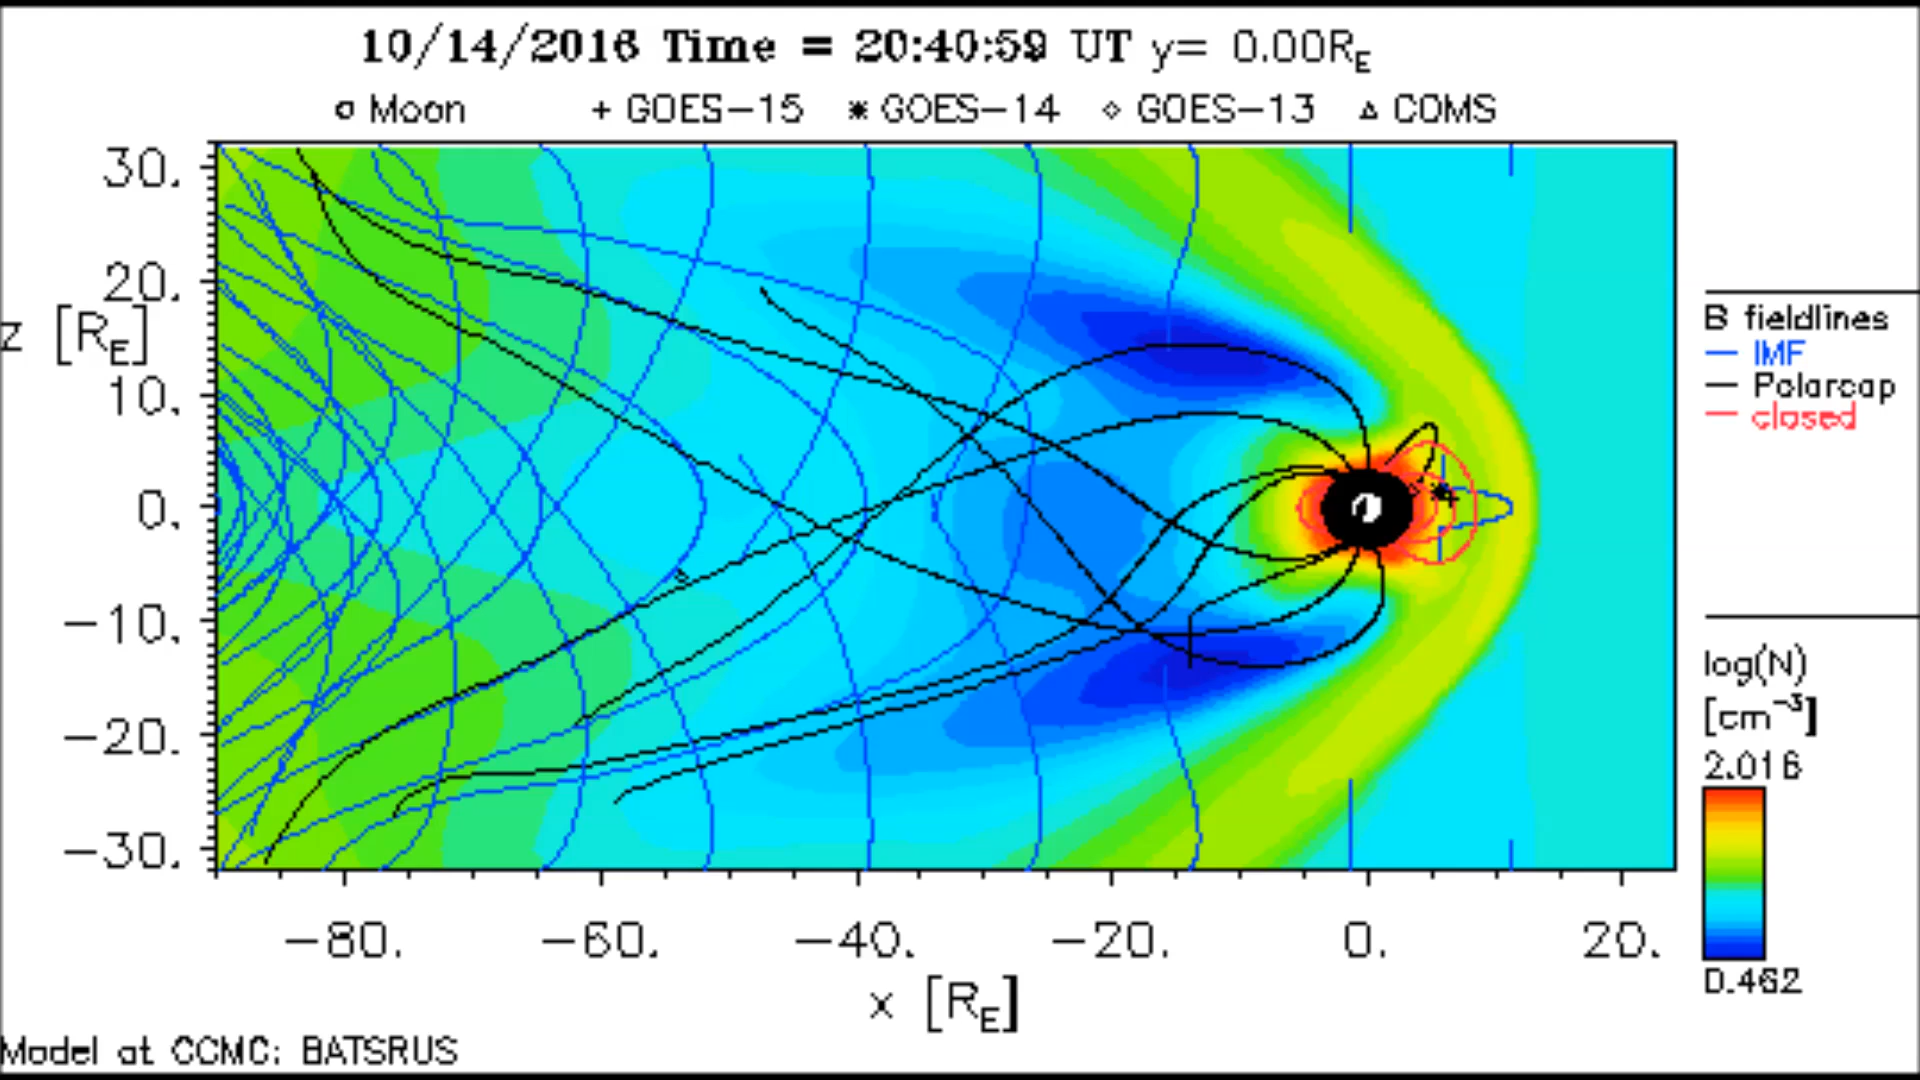 10/14/2016 Time = 20:40:59 UT y= 0.00RE
Moon + GOES-15 * GOES-14 ◇ GOES-13 △ COMS
30.
20.
z [RE]
10.
0.
-10.
-20.
-30.
-80. -60. -40. -20. 0. 20.
x [RE]
B fieldlines
IMF
Polarcap
closed
log(N)
[cm-3]
2.016
0.462
Model at CCMC: BATSRUS